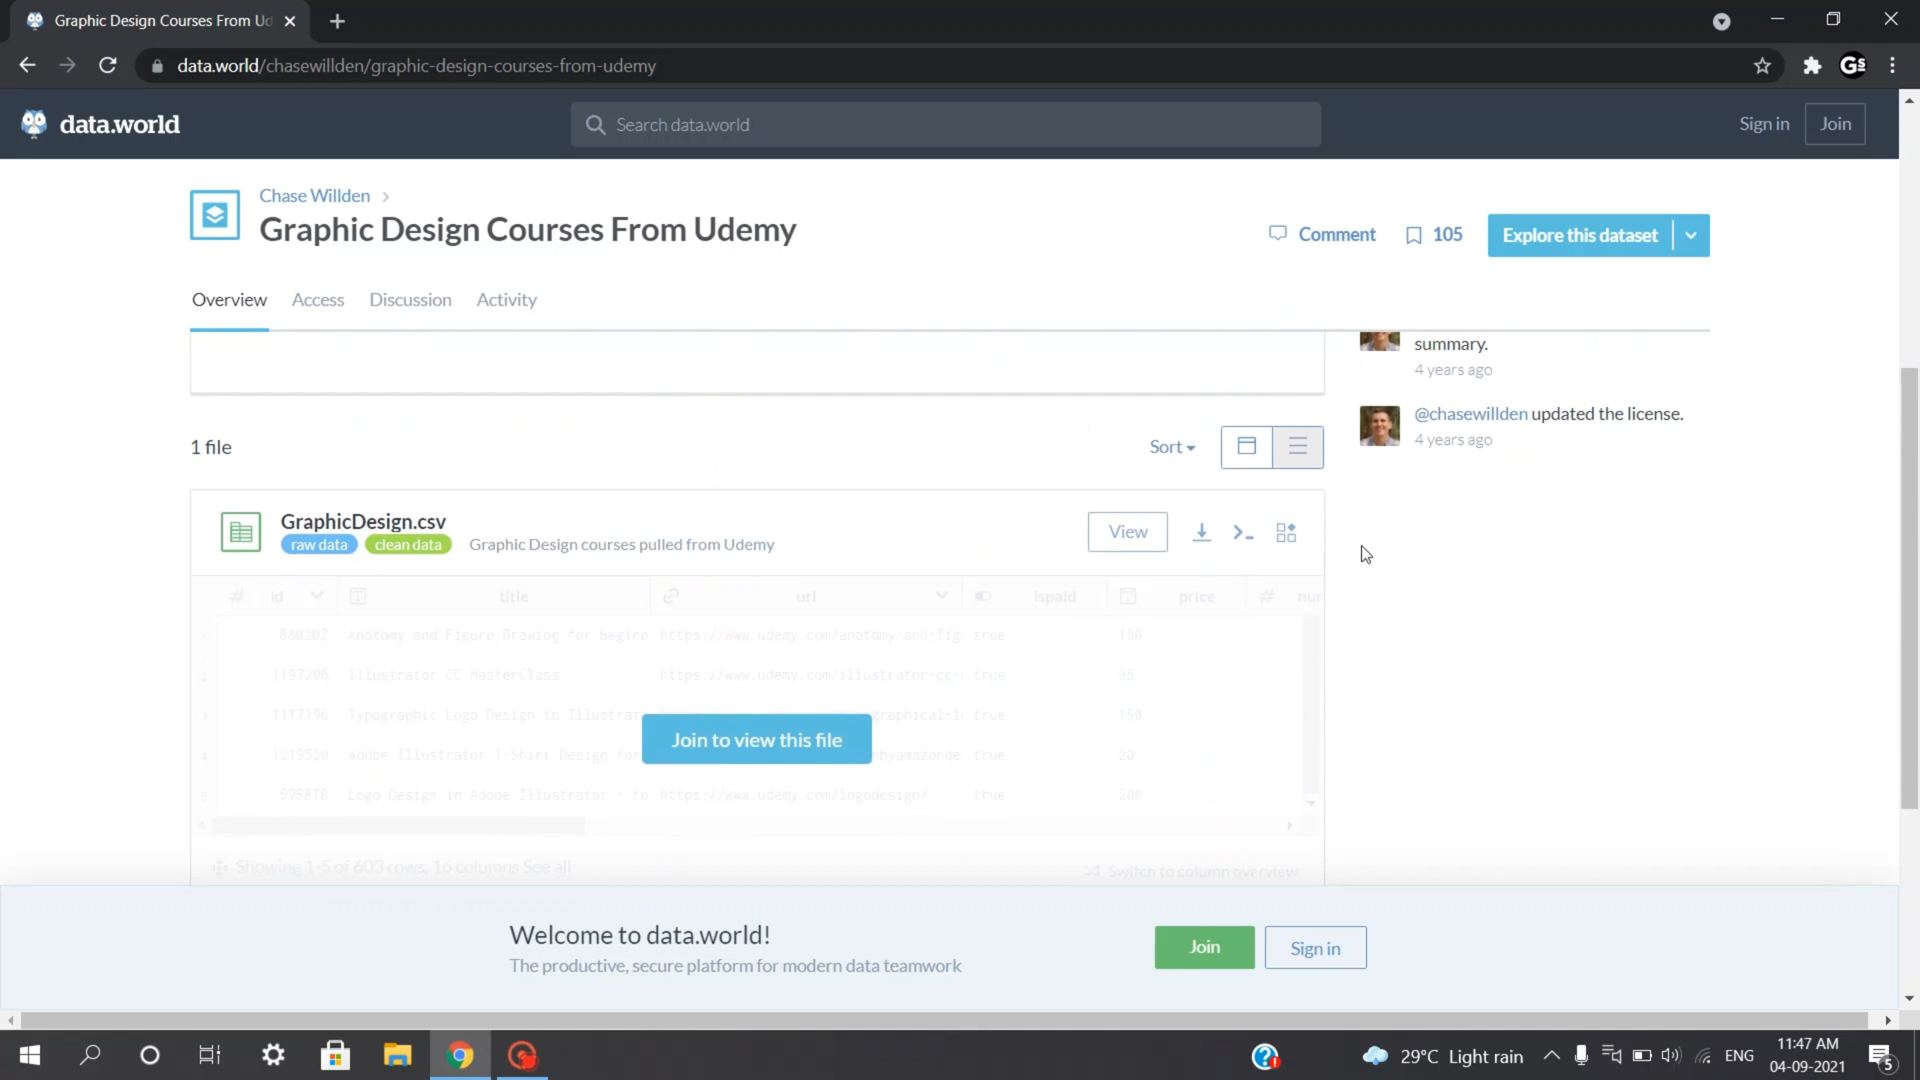 Graphic Design Courses From Ud
data.world/chasewillden/graphic-design-courses-from-udemy
Gs
data.world
Search data.world
Sign in
Join
Chase Willden
Graphic Design Courses From Udemy
Comment
105
Explore this dataset
Overview
Access
Discussion
Activity
summary.
4 years ago
@chasewillden updated the license.
4 years ago
1 file
Sort
GraphicDesign.csv
raw data
clean data
Graphic Design courses pulled from Udemy
View
# id title url ispaid price # nur
880202 Anatomy and Figure Drawing for Begin https://www.udemy.com/anatomy-and-fig true 150
1197206 Illustrator CC MasterClass https://www.udemy.com/illustrator-cc- true 95
1117296 Typographic Logo Design in Illustrat ographical-l true 150
1219520 Adobe Illustrator T-Shirt Design for byamazonde true 20
595878 Logo Design in Adobe Illustrator - fo https://www.udemy.com/logodesign/ true 200
Join to view this file
Showing 1-5 of 603 rows, 16 columns See all
Switch to column overview
Welcome to data.world!
The productive, secure platform for modern data teamwork
Join
Sign in
29°C Light rain
ENG
11:47 AM
04-09-2021
5